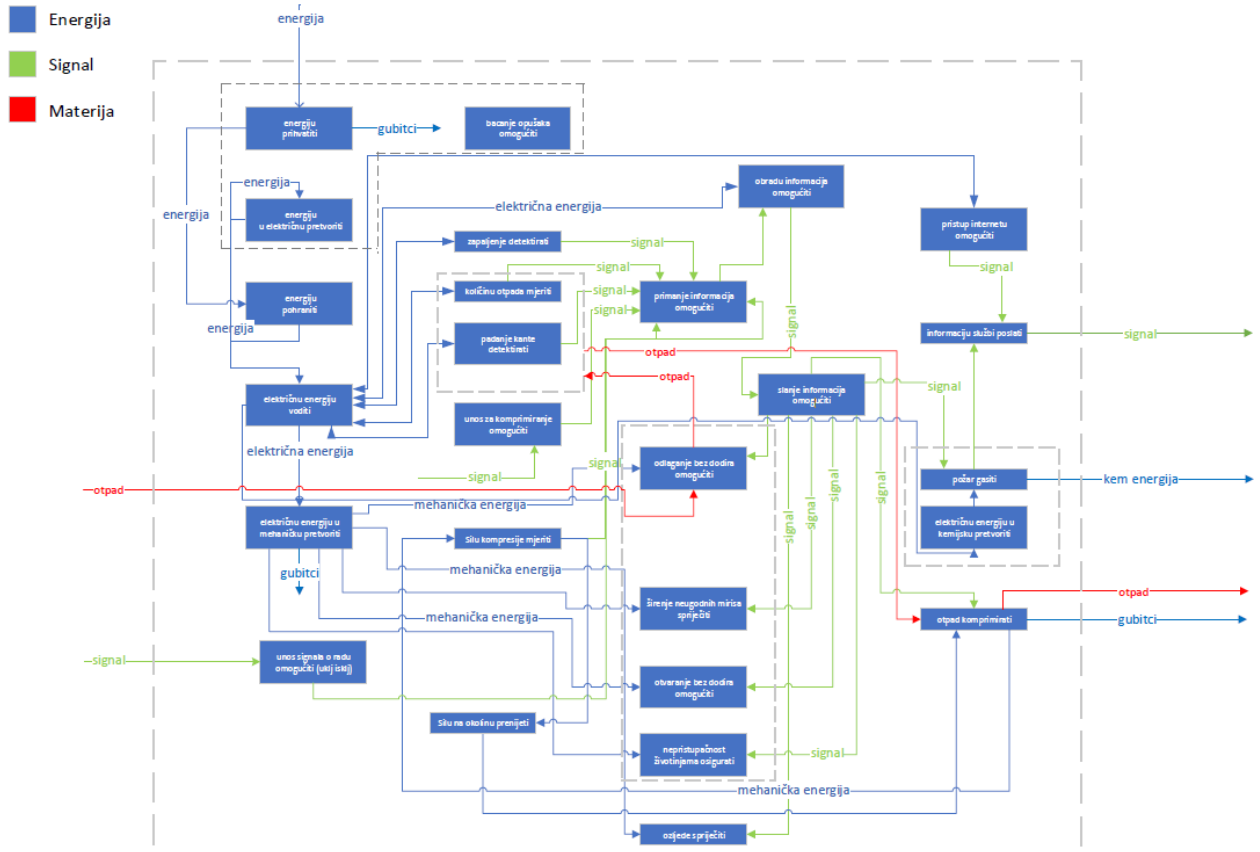 Energija
Signal
Materija
energija
energiju
prihvatiti
gubitci
bacanje opušaka
omogućiti
energija
energija
energiju
u električnu pretvoriti
električna energija
obradu informacija
omogućiti
pristup internetu
omogućiti
zapaljenje detektirati
signal
signal
signal
količinu otpada mjeriti
signal
primanje informacija
omogućiti
energiju
pohraniti
energija
signal
signal
padanje kante
detektirati
informaciju službi poslati
signal
otpad
otpad
slanje informacija
omogućiti
signal
električnu energiju
voditi
unos za komprimiranje
omogućiti
električna energija
signal
signal
odlaganje bez dodira
omogućiti
signal
požar gasiti
kem energija
otpad
mehanička energija
signal
signal
signal
električnu energiju u
mehaničku pretvoriti
električnu energiju u
kemijsku pretvoriti
Silu kompresije mjeriti
gubitci
mehanička energija
otpad
širenje neugodnih mirisa
spriječiti
mehanička energija
otpad komprimirati
gubitci
signal
unos signala o radu
omogućiti (uklj isklj)
otvaranje bez dodira
omogućiti
Silu na okolinu prenijeti
nepristupačnost
životinjama osigurati
signal
mehanička energija
ozljede spriječiti